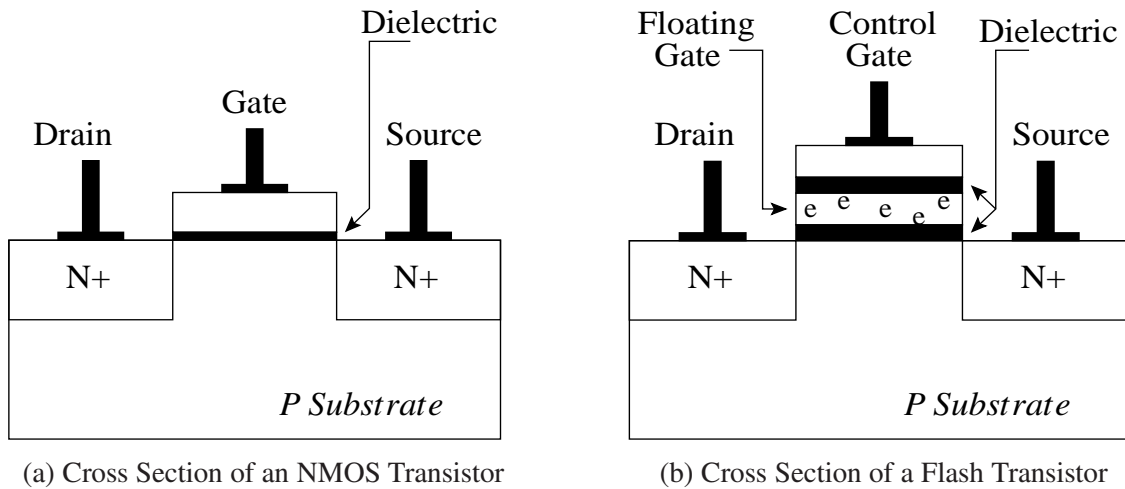 Dielectric
Gate
Drain
Source
N+
N+
P Substrate
(a) Cross Section of an NMOS Transistor
Floating
Gate
Control
Gate
Dielectric
Drain
Source
e
e
e
e
e
N+
N+
P Substrate
(b) Cross Section of a Flash Transistor